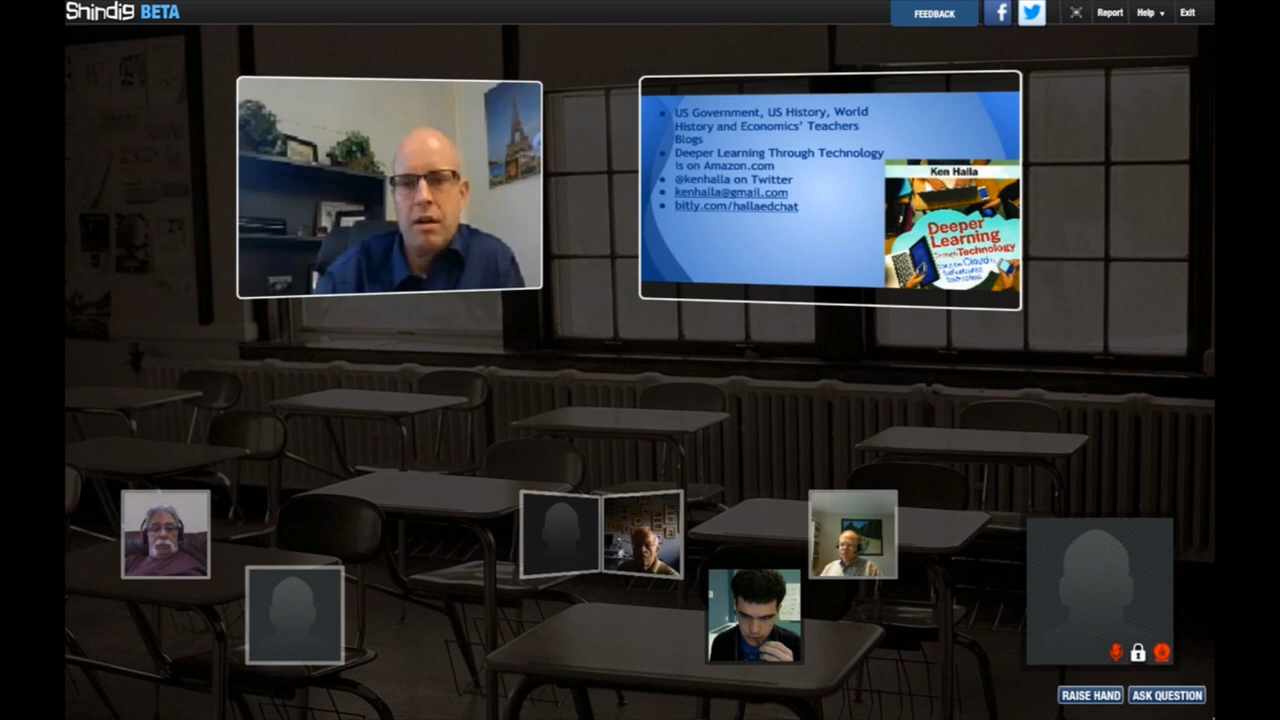 Shindig BETA
FEEDBACK
Report
Help
Exit
US Government, US History, World
History and Economics' Teachers
Blogs
Deeper Learning Through Technology
is on Amazon.com
@kenhalla on Twitter
kenhalla@gmail.com
bitly.com/hallaedchat
Ken Halla
Deeper
Learning
Through Technology
RAISE HAND
ASK QUESTION